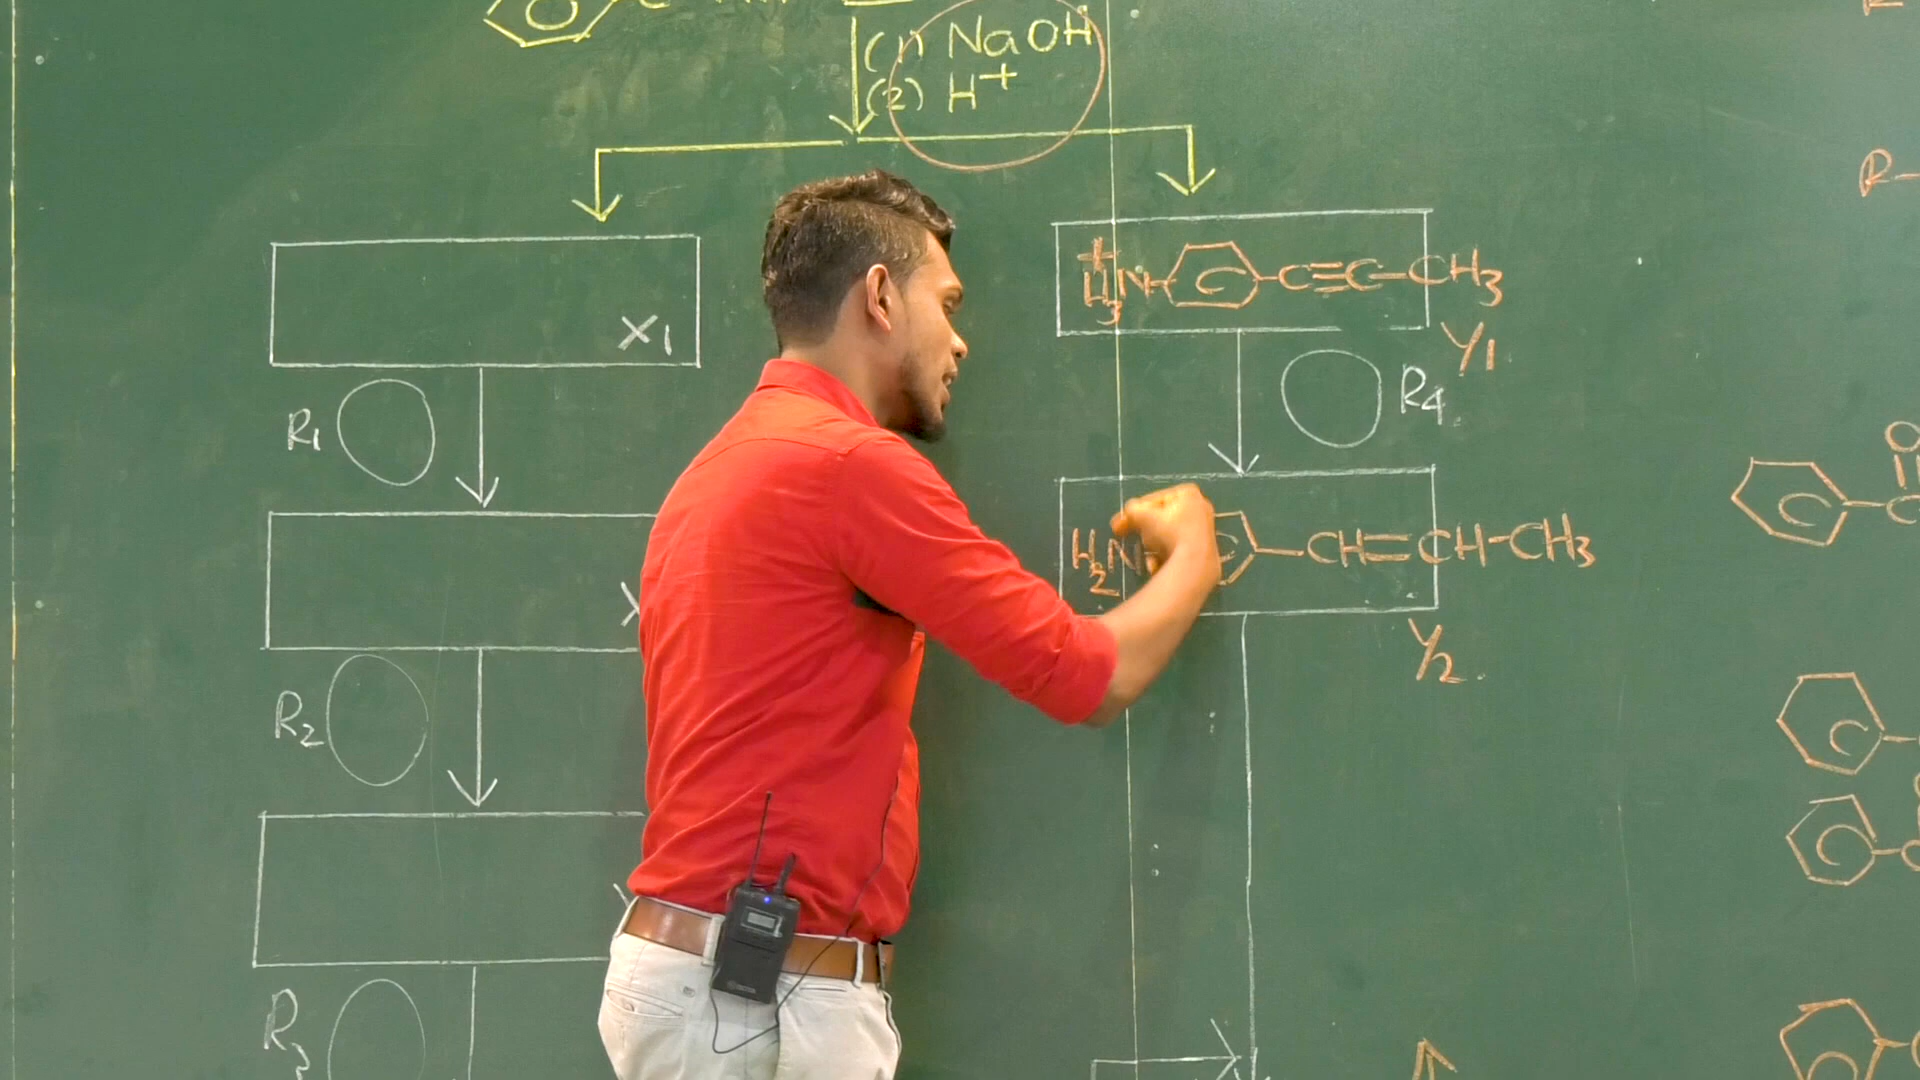 (1) NaOH
(2) H+
H3N+-C-C≡C-CH3
X1
Y1
R1
R4
H2N-C-CH=CH-CH3
Y2
R2
R3
R-
O
C
C
C